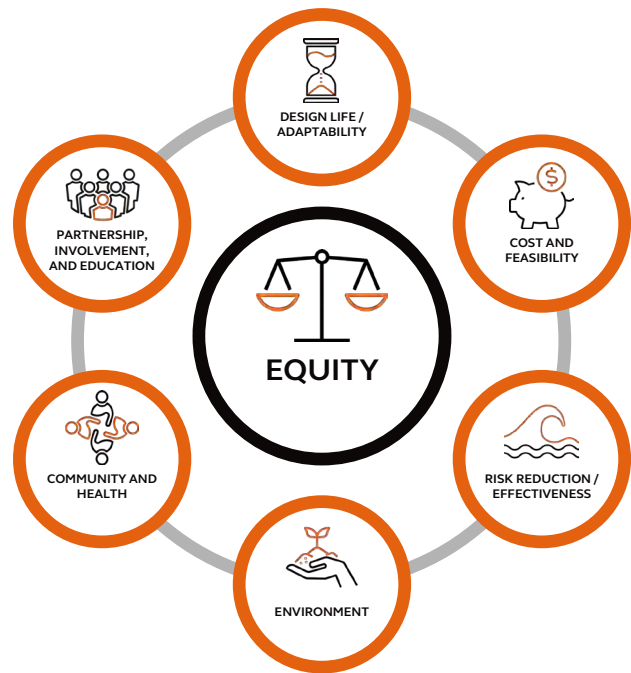 DESIGN LIFE /
ADAPTABILITY
$
COST AND
FEASIBILITY
PARTNERSHIP,
INVOLVEMENT,
AND EDUCATION
EQUITY
COMMUNITY AND
HEALTH
RISK REDUCTION /
EFFECTIVENESS
ENVIRONMENT